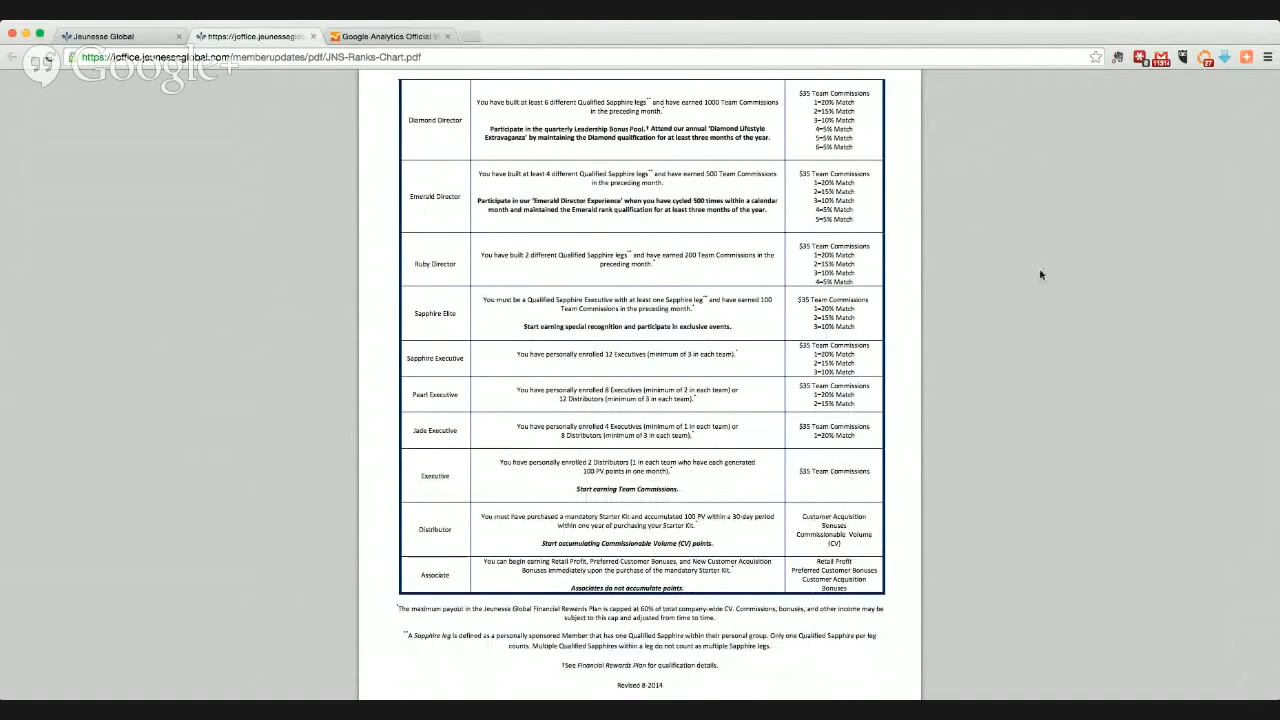 Jeunesse Global
https://joffice.jeunesseglobal
Google Analytics Official W
https://joffice.jeunesseglobal.com/memberupdates/pdf/JNS-Ranks-Chart.pdf
Google+
Diamond Director
You have built at least 6 different Qualified Sapphire legs** and have earned 1000 Team Commissions
in the preceding month.*
Participate in the quarterly Leadership Bonus Pool.† Attend our annual 'Diamond Lifestyle
Extravaganza' by maintaining the Diamond qualification for at least three months of the year.
$35 Team Commissions
1=20% Match
2=15% Match
3=10% Match
4=5% Match
5=5% Match
6=5% Match
Emerald Director
You have built at least 4 different Qualified Sapphire legs** and have earned 500 Team Commissions
in the preceding month.
Participate in our 'Emerald Director Experience' when you have cycled 500 times within a calendar
month and maintained the Emerald rank qualification for at least three months of the year.
$35 Team Commissions
1=20% Match
2=15% Match
3=10% Match
4=5% Match
5=5% Match
Ruby Director
You have built 2 different Qualified Sapphire legs** and have earned 200 Team Commissions in the
preceding month.*
$35 Team Commissions
1=20% Match
2=15% Match
3=10% Match
4=5% Match
Sapphire Elite
You must be a Qualified Sapphire Executive with at least one Sapphire leg** and have earned 100
Team Commissions in the preceding month.*
Start earning special recognition and participate in exclusive events.
$35 Team Commissions
1=20% Match
2=15% Match
3=10% Match
Sapphire Executive
You have personally enrolled 12 Executives (minimum of 3 in each team).*
$35 Team Commissions
1=20% Match
2=15% Match
3=10% Match
Pearl Executive
You have personally enrolled 8 Executives (minimum of 2 in each team) or
12 Distributors (minimum of 3 in each team).*
$35 Team Commissions
1=20% Match
2=15% Match
Jade Executive
You have personally enrolled 4 Executives (minimum of 1 in each team) or
8 Distributors (minimum of 3 in each team).*
$35 Team Commissions
1=20% Match
Executive
You have personally enrolled 2 Distributors (1 in each team who have each generated
100 PV points in one month).*
Start earning Team Commissions.
$35 Team Commissions
Distributor
You must have purchased a mandatory Starter Kit and accumulated 100 PV within a 30-day period
within one year of purchasing your Starter Kit.*
Start accumulating Commissionable Volume (CV) points.
Customer Acquisition
Bonuses
Commissionable Volume
(CV)
Associate
You can begin earning Retail Profit, Preferred Customer Bonuses, and New Customer Acquisition
Bonuses immediately upon the purchase of the mandatory Starter Kit.*
Associates do not accumulate points.
Retail Profit
Preferred Customer Bonuses
Customer Acquisition
Bonuses
*The maximum payout in the Jeunesse Global Financial Rewards Plan is capped at 60% of total company-wide CV. Commissions, bonuses, and other income may be
subject to this cap and adjusted from time to time.
**A Sapphire leg is defined as a personally sponsored Member that has one Qualified Sapphire within their personal group. Only one Qualified Sapphire per leg
counts. Multiple Qualified Sapphires within a leg do not count as multiple Sapphire legs.
†See Financial Rewards Plan for qualification details.
Revised 8-2014